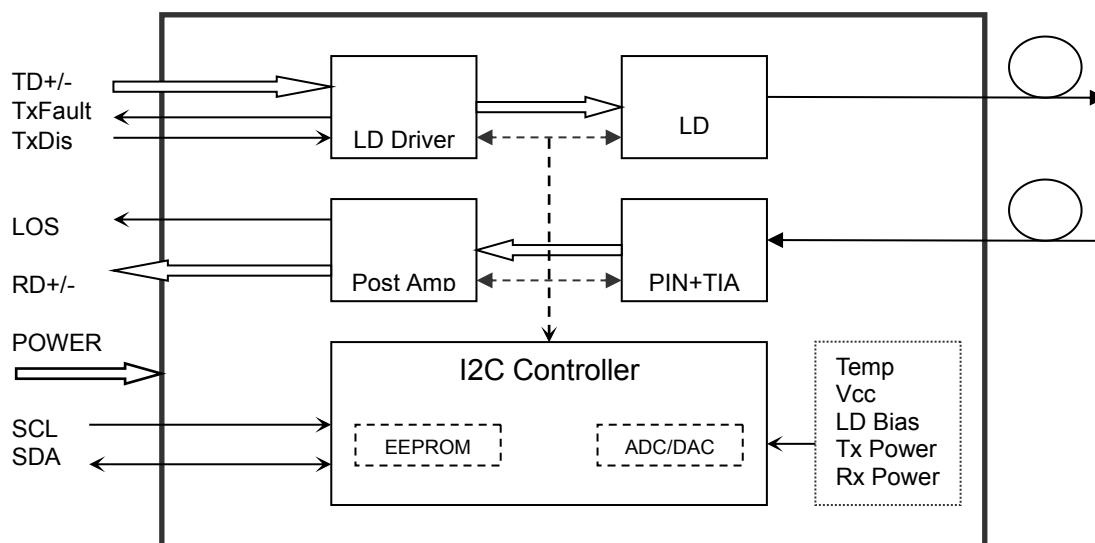 TD+/-
TxFault
TxDis
LD Driver
LD
LOS
RD+/-
Post Amp
PIN+TIA
POWER
I2C Controller
SCL
SDA
EEPROM
ADC/DAC
Temp
Vcc
LD Bias
Tx Power
Rx Power